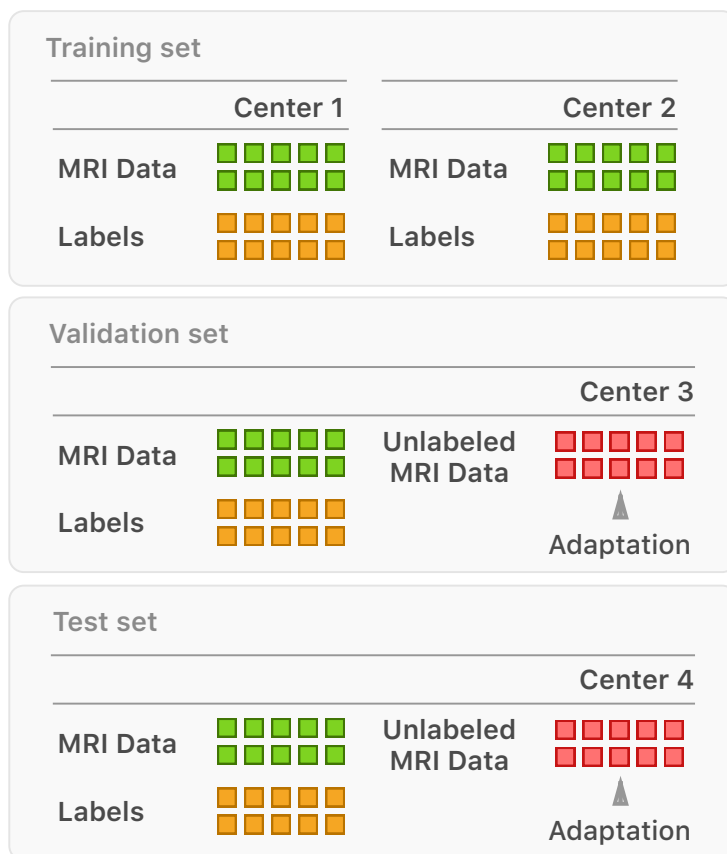 Training set
Center 1
Center 2
MRI Data
MRI Data
Labels
Labels
Validation set
Center 3
MRI Data
Unlabeled
MRI Data
Labels
Adaptation
Test set
Center 4
MRI Data
Unlabeled
MRI Data
Labels
Adaptation